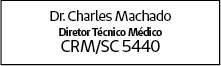 Dr. Charles Machado
Diretor Técnico Médico
CRM/SC 5440